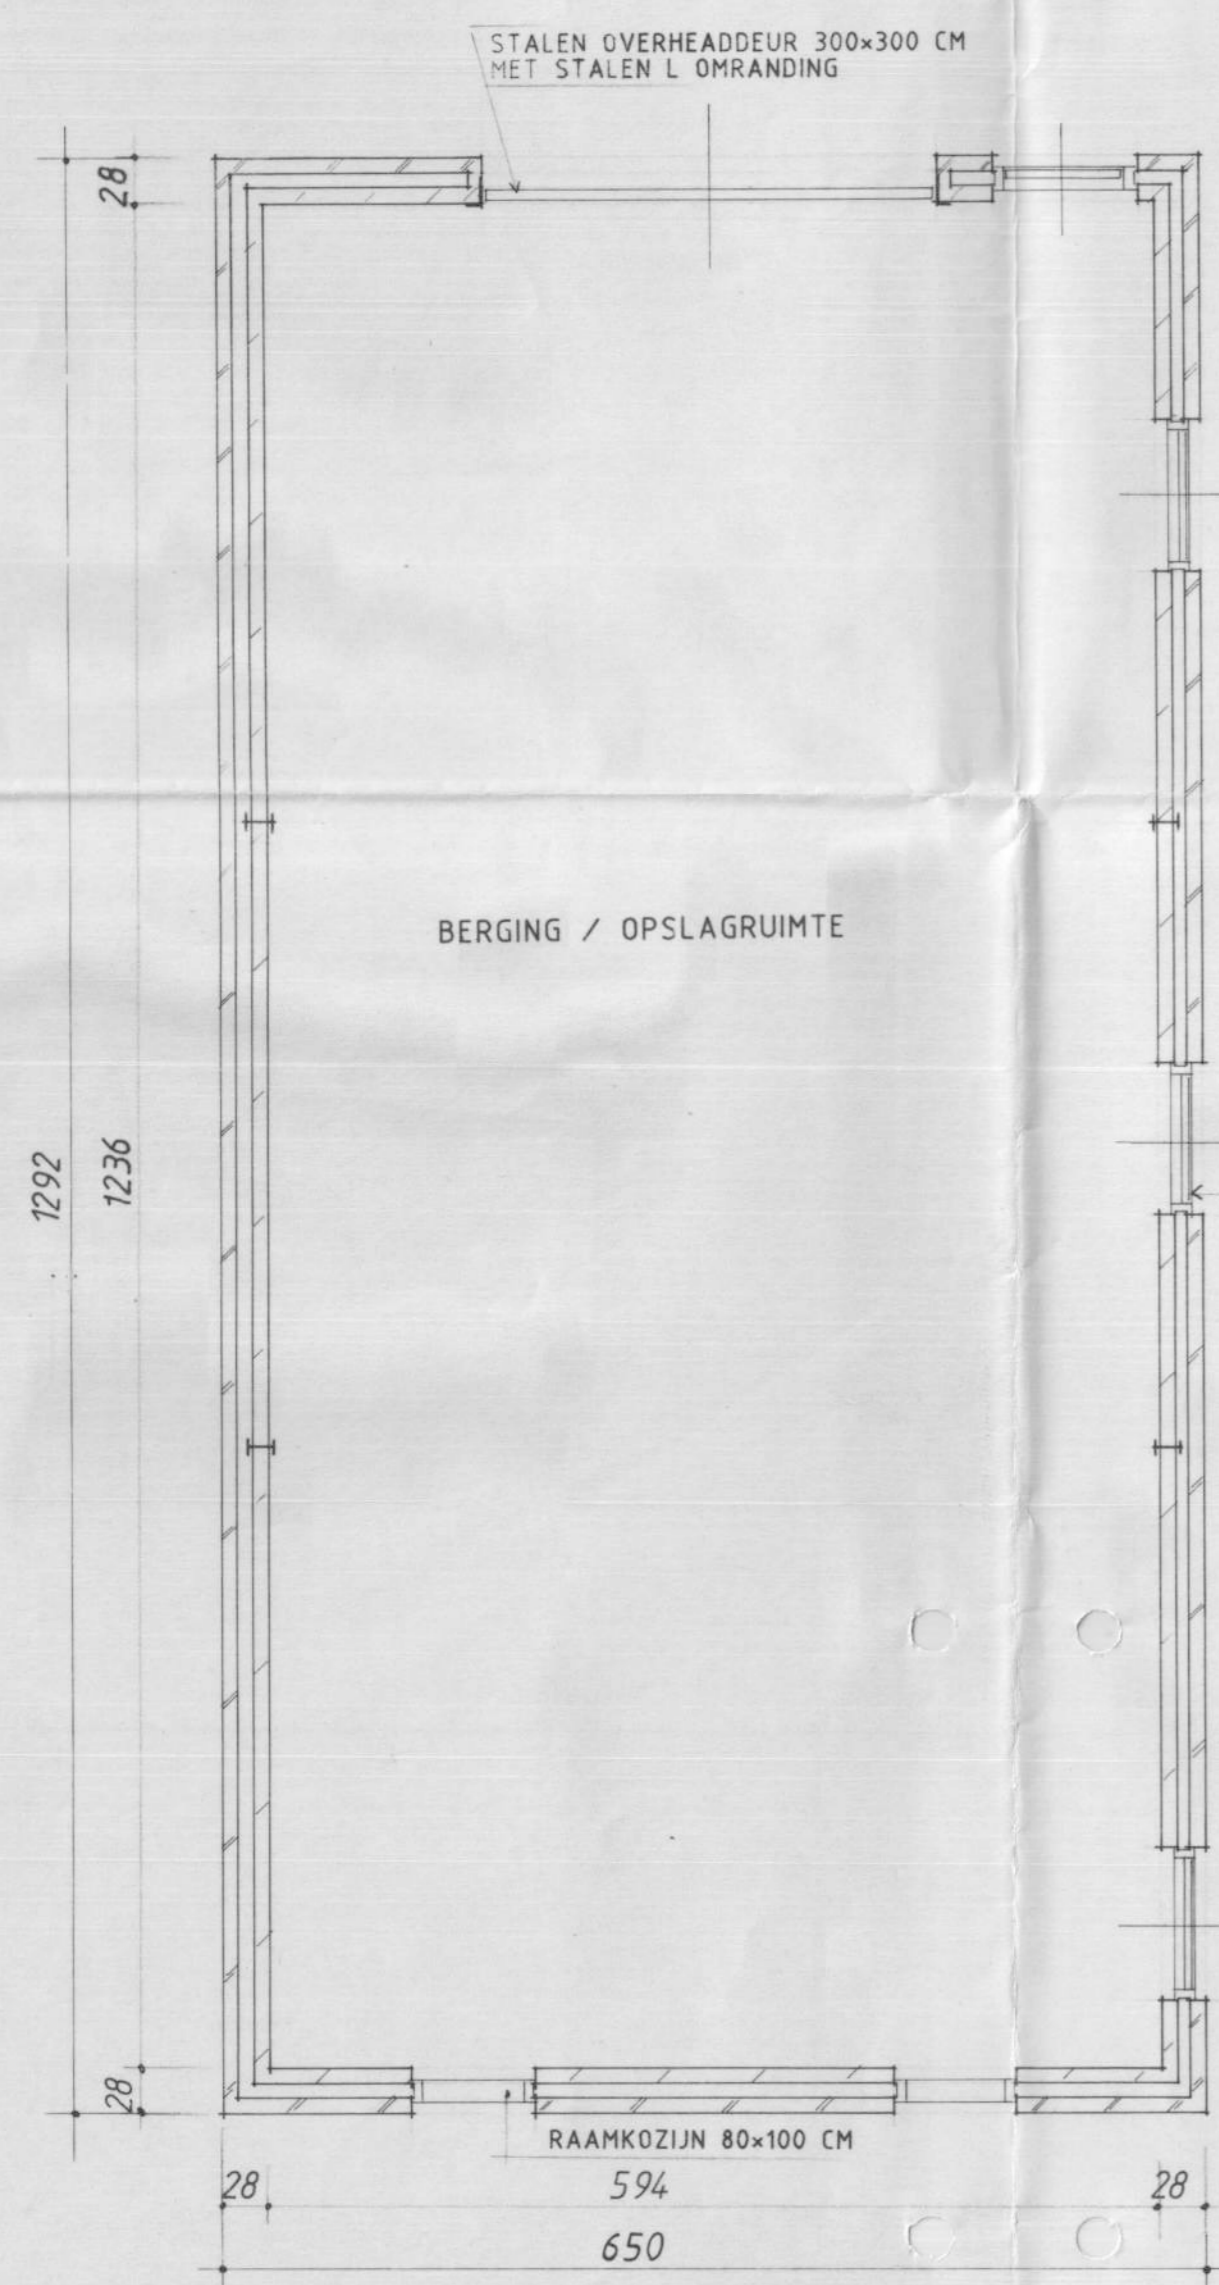 STALEN OVERHEADDEUR 300×300 CM
MET STALEN L OMRANDING
28
BERGING / OPSLAGRUIMTE
1292
1236
28
RAAMKOZIJN 80×100 CM
28
594
28
650